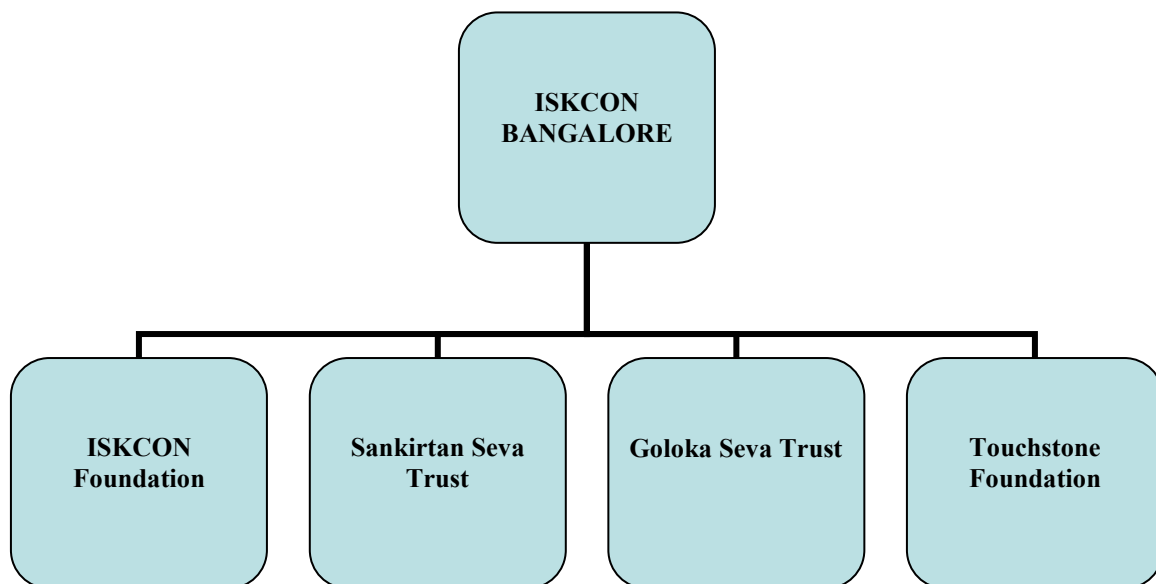 ISKCON
BANGALORE
ISKCON
Foundation
Sankirtan Seva
Trust
Goloka Seva Trust
Touchstone
Foundation